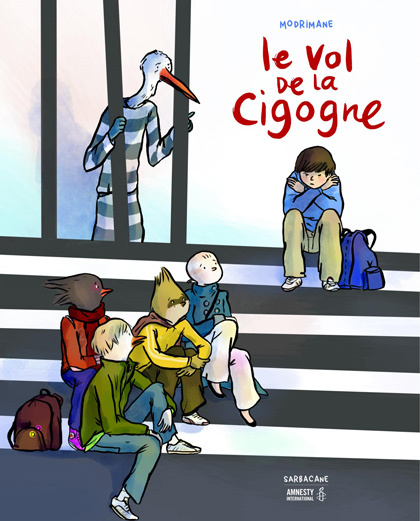 MODRIMANE
le vol
DE la
Cigogne
SARBACANE
AMNESTY
INTERNATIONAL